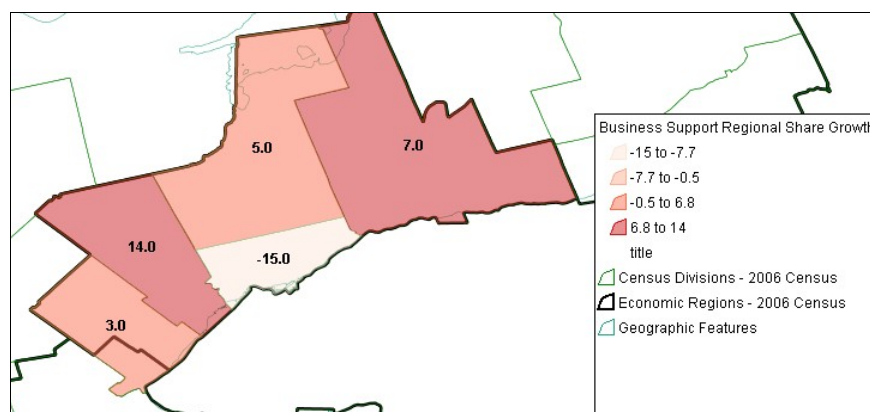 5.0
7.0
14.0
-15.0
3.0
Business Support Regional Share Growth
-15 to -7.7
-7.7 to -0.5
-0.5 to 6.8
6.8 to 14
title
Census Divisions - 2006 Census
Economic Regions - 2006 Census
Geographic Features